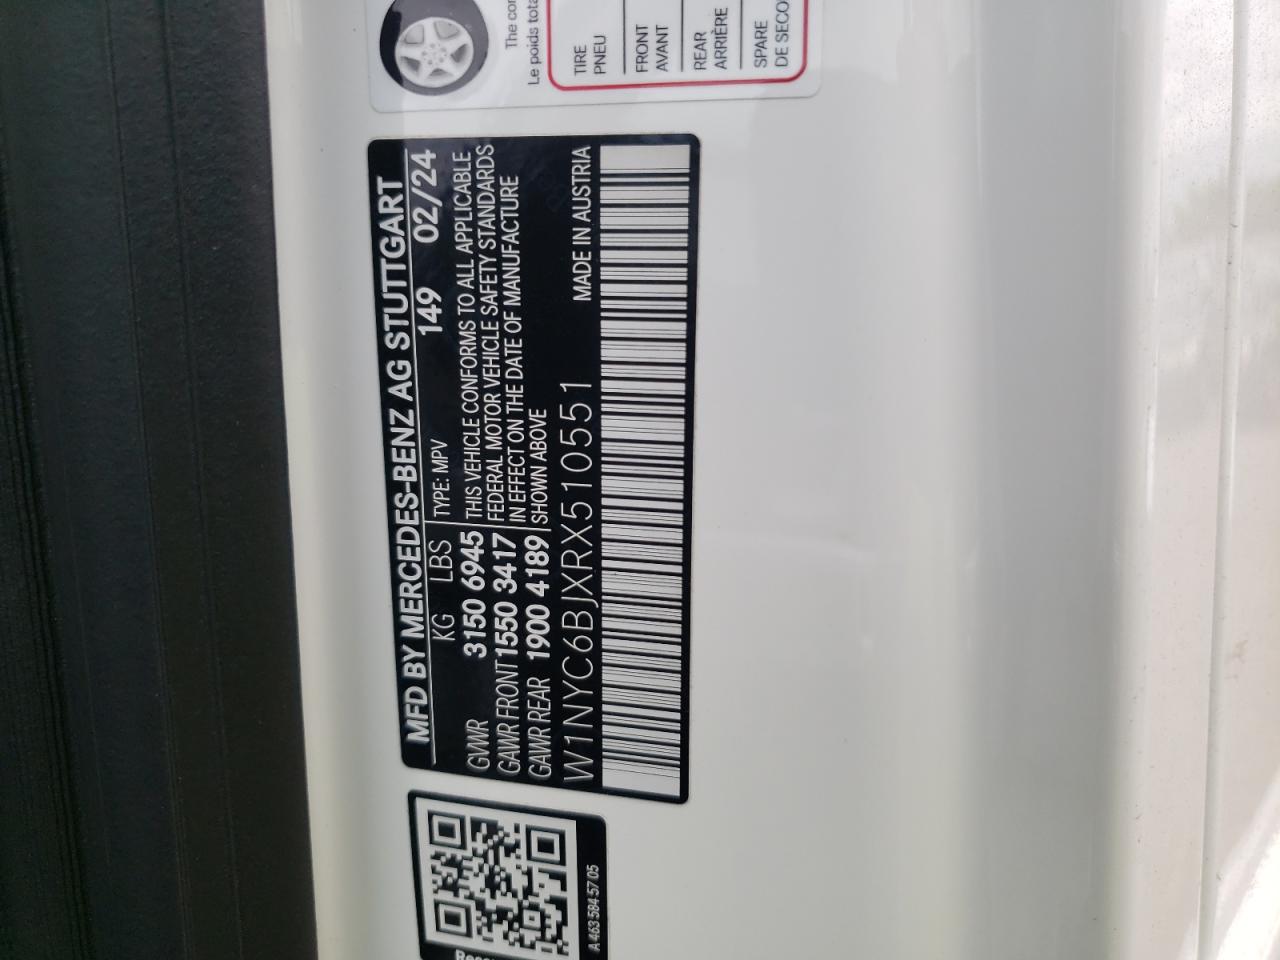 The
Le poids
TIRE
PNEU
FRONT
AVANT
REAR
ARRIÈRE
SPARE
DE
MFD BY MERCEDES-BENZ AG STUTTGART
149 02/24
KG LBS TYPE: MPV
GVWR 3150 6945 THIS VEHICLE CONFORMS TO ALL APPLICABLE
GAWR FRONT 1550 3417 FEDERAL MOTOR VEHICLE SAFETY STANDARDS
IN EFFECT ON THE DATE OF MANUFACTURE
GAWR REAR 1900 4189 SHOWN ABOVE
W1NYC6BJXRX510551 MADE IN AUSTRIA
A 463 584 57 05